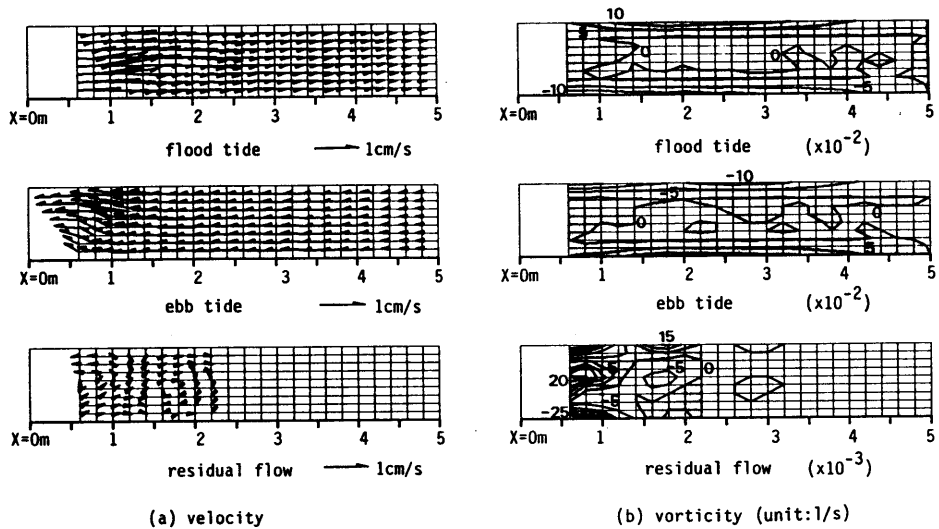 X=0m 1 2 3 4 5
flood tide 1cm/s
X=0m 1 2 3 4 5
ebb tide 1cm/s
X=0m 1 2 3 4 5
residual flow 1cm/s
(a) velocity
10
0 0
-10 -5
X=0m 1 2 3 4 5
flood tide (x10-2)
-10
-5
0 0
5
X=0m 1 2 3 4 5
ebb tide (x10-2)
15
-5 0
20
-25 -5
X=0m 1 2 3 4 5
residual flow (x10-3)
(b) vorticity (unit:1/s)